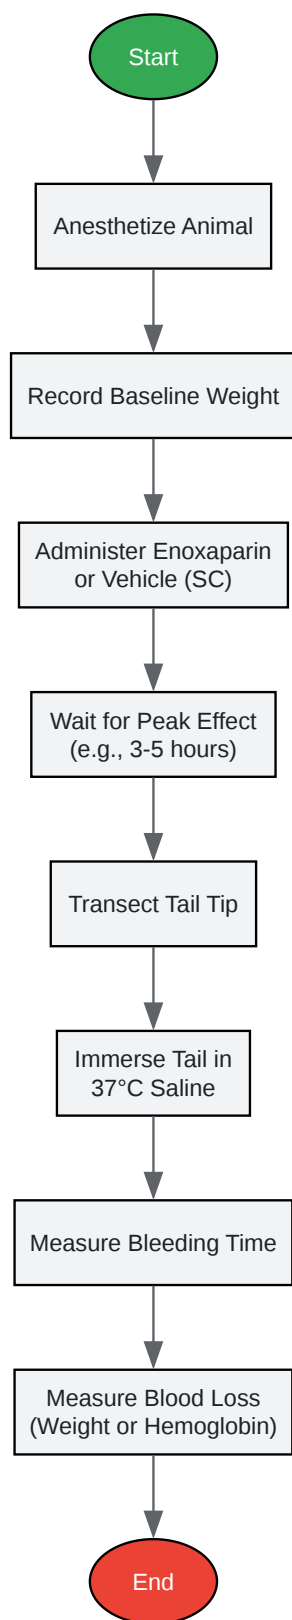 Start
Anesthetize Animal
Record Baseline Weight
Administer Enoxaparin
or Vehicle (SC)
Wait for Peak Effect
(e.g., 3-5 hours)
Transect Tail Tip
Immerse Tail in
37°C Saline
Measure Bleeding Time
Measure Blood Loss
(Weight or Hemoglobin)
End